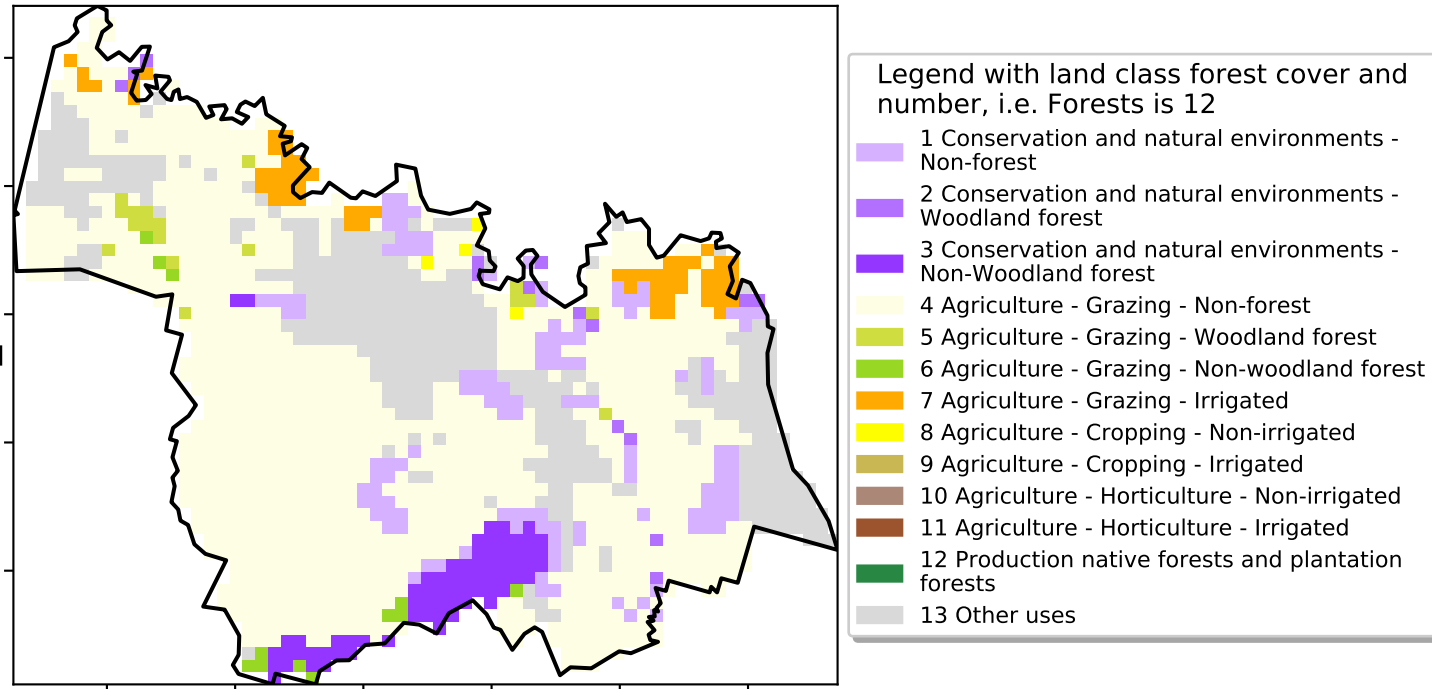 Legend with land class forest cover and
number, i.e. Forests is 12
1 Conservation and natural environments -
Non-forest
2 Conservation and natural environments -
Woodland forest
3 Conservation and natural environments -
Non-Woodland forest
4 Agriculture - Grazing - Non-forest
5 Agriculture - Grazing - Woodland forest
6 Agriculture - Grazing - Non-woodland forest
7 Agriculture - Grazing - Irrigated
8 Agriculture - Cropping - Non-irrigated
9 Agriculture - Cropping - Irrigated
10 Agriculture - Horticulture - Non-irrigated
11 Agriculture - Horticulture - Irrigated
12 Production native forests and plantation
forests
13 Other uses